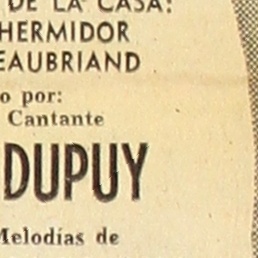 DE LA CASA:
HERMIDOR
EAUBRIAND
o por:
Cantante
DUPUY
Melodías de